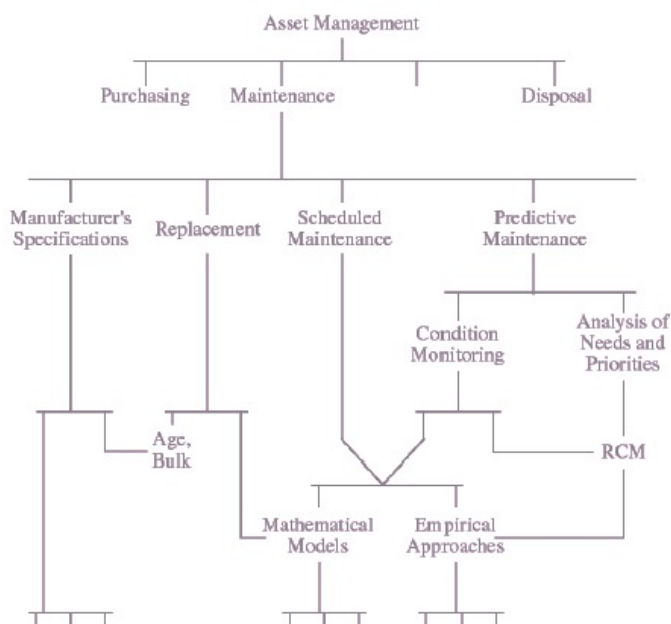 Asset Management
Purchasing
Maintenance
Disposal
Manufacturer's
Specifications
Replacement
Scheduled
Maintenance
Predictive
Maintenance
Condition
Monitoring
Analysis of
Needs and
Priorities
Age,
Bulk
RCM
Mathematical
Models
Empirical
Approaches